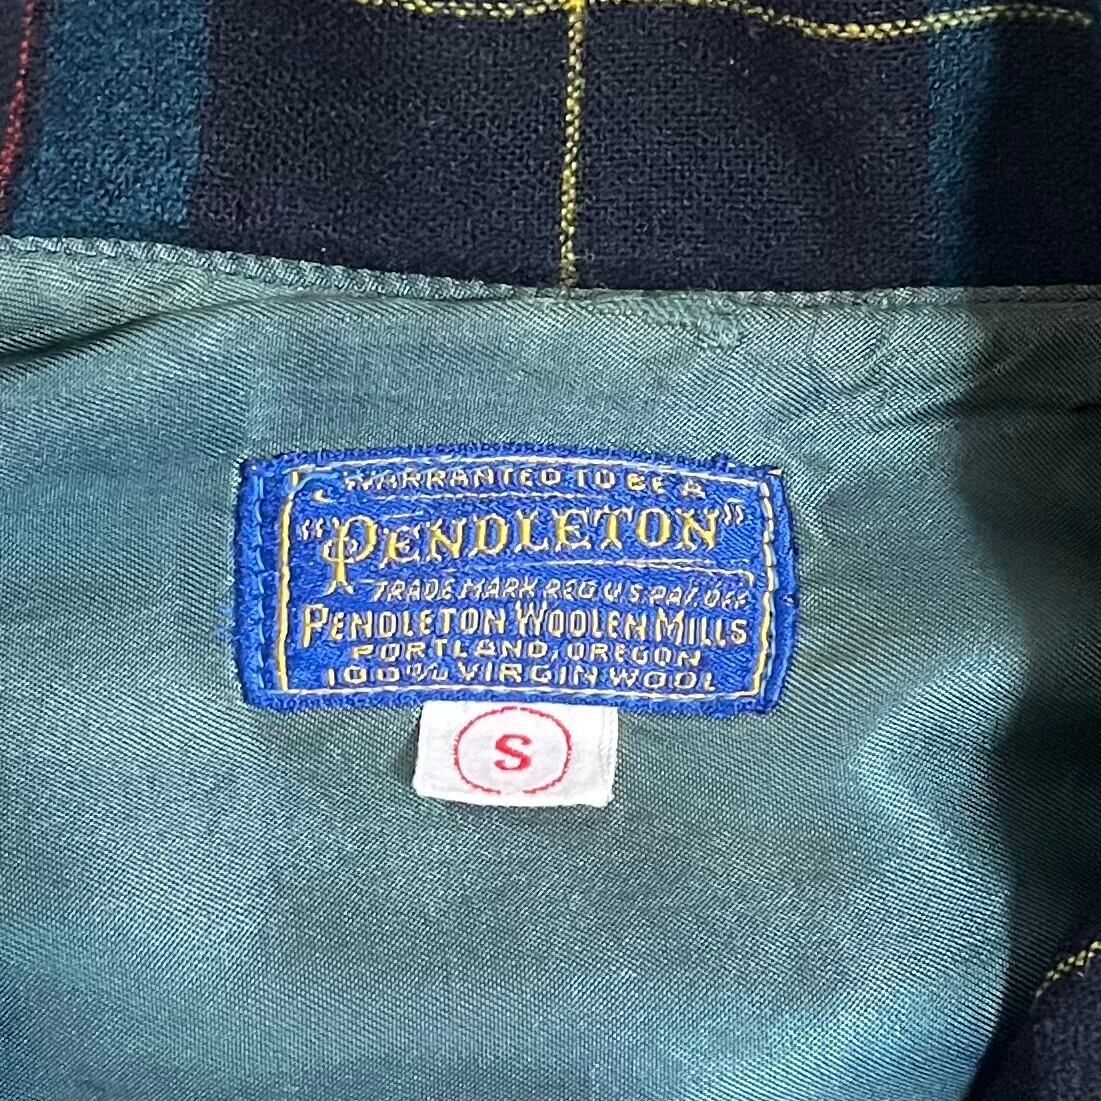 WARRANTED TO BE A
"PENDLETON"
TRADE MARK REG. U.S. PAT. OFF.
PENDLETON WOOLEN MILLS
PORTLAND, OREGON
100% VIRGIN WOOL
S